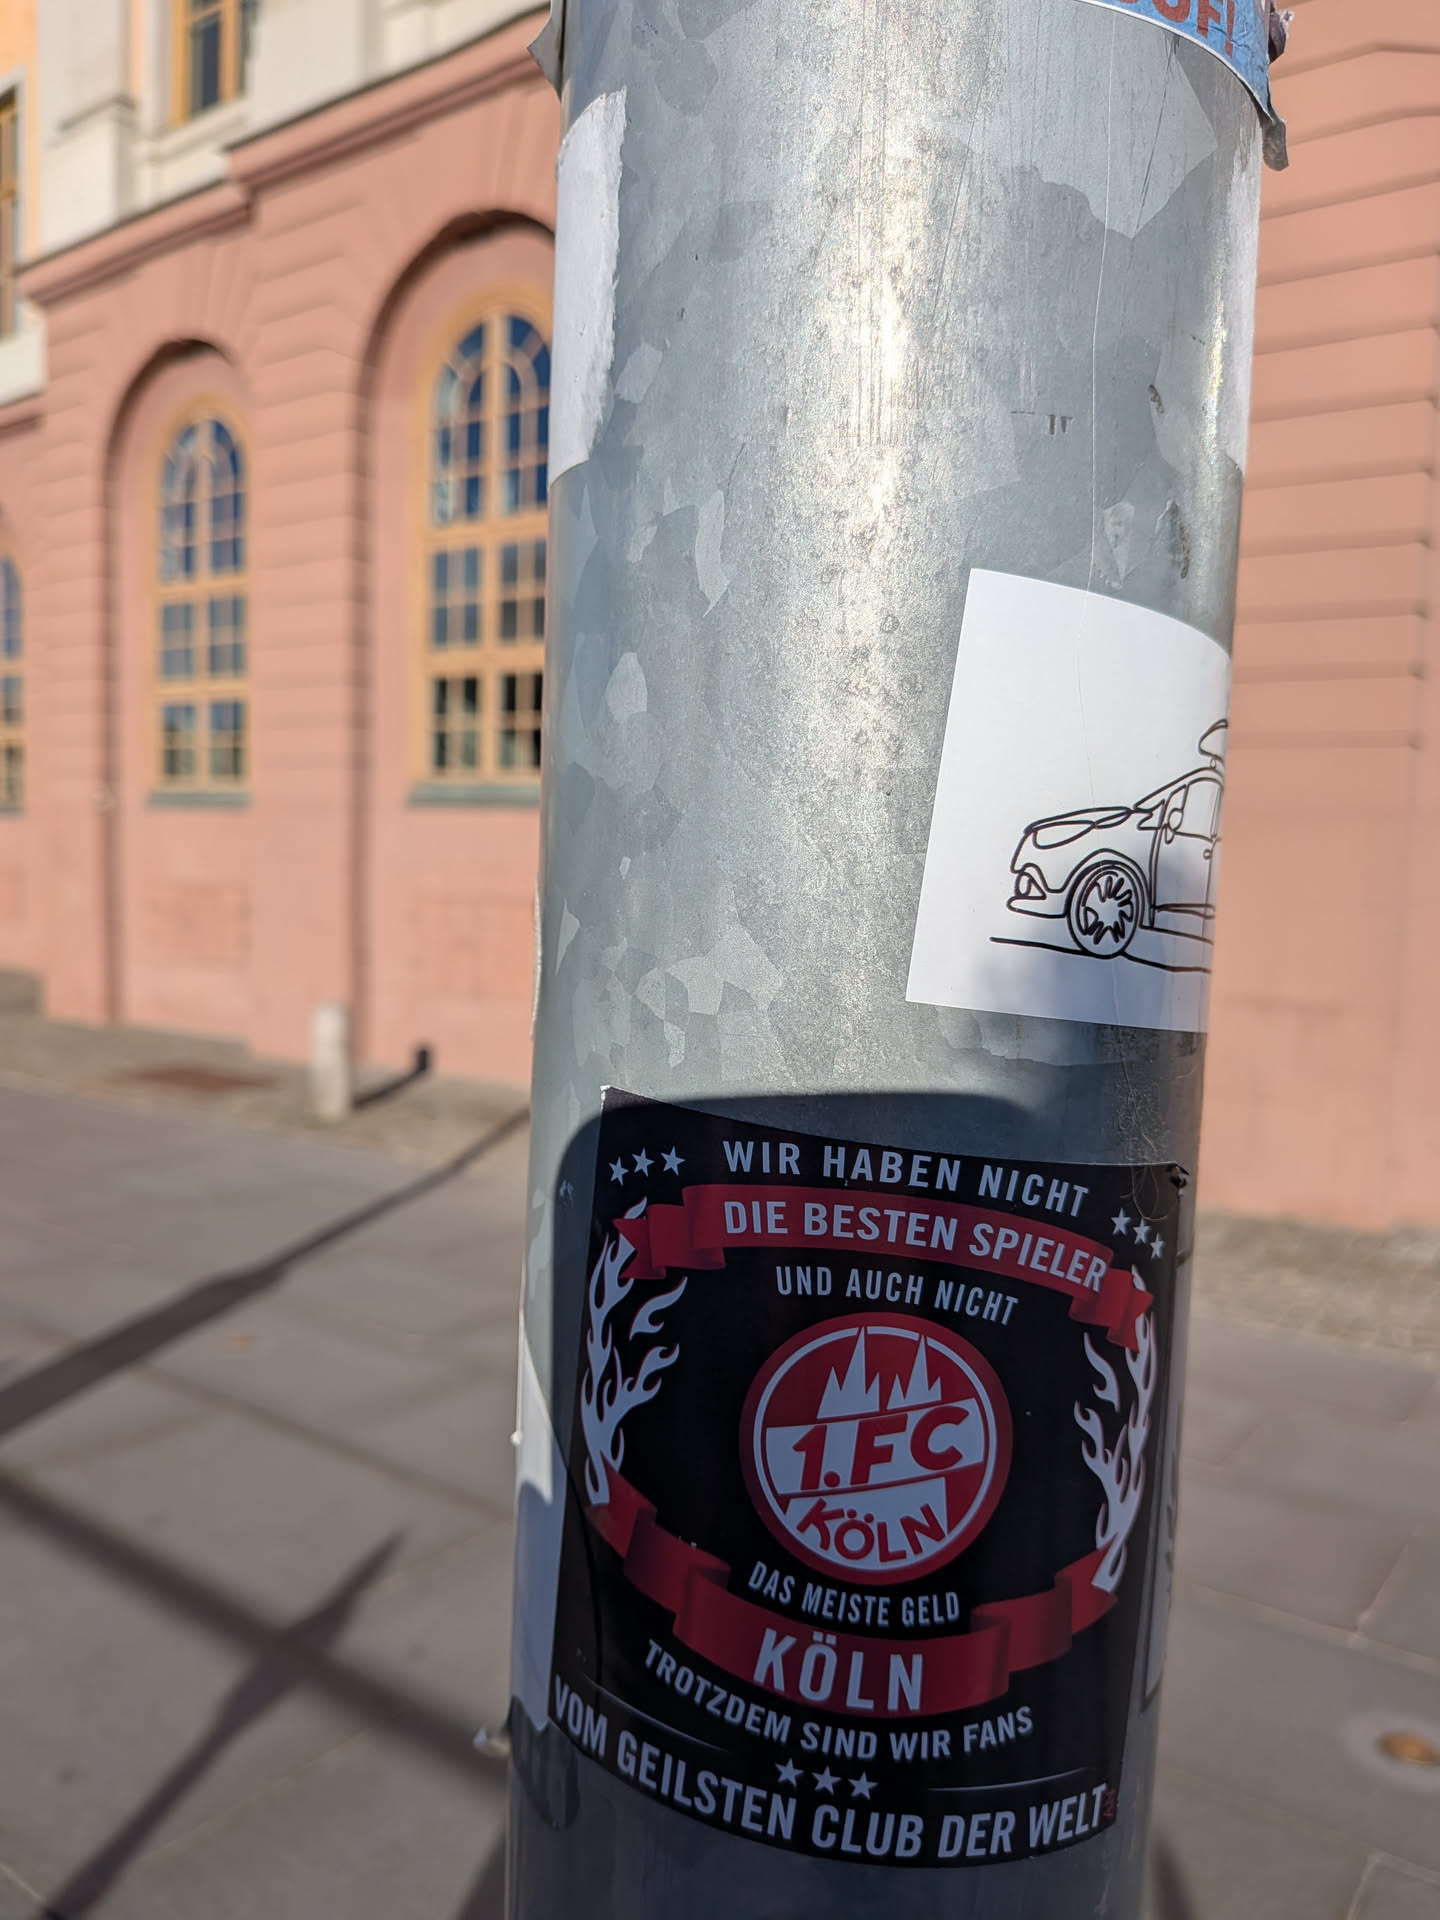 WIR HABEN NICHT
DIE BESTEN SPIELER
UND AUCH NICHT
1.FC
KÖLN
DAS MEISTE GELD
KÖLN
TROTZDEM SIND WIR FANS
VOM GEILSTEN CLUB DER WELT